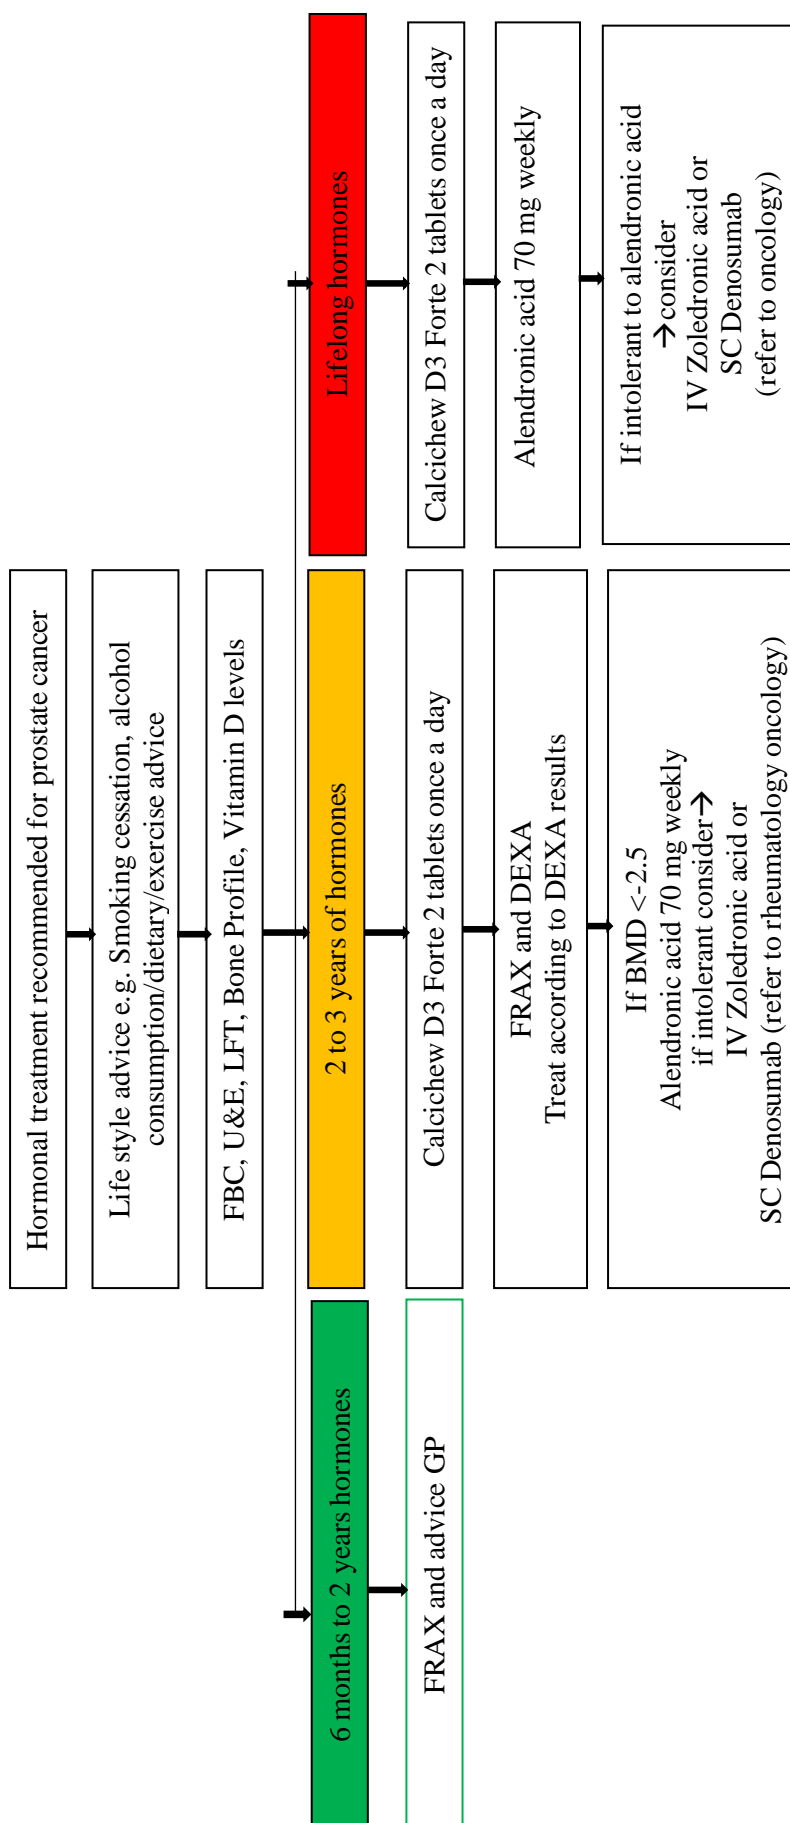 Hormonal treatment recommended for prostate cancer
Life style advice e.g. Smoking cessation, alcohol
consumption/dietary/exercise advice
FBC, U&E, LFT, Bone Profile, Vitamin D levels
6 months to 2 years hormones
FRAX and advice GP
2 to 3 years of hormones
Calcichew D3 Forte 2 tablets once a day
FRAX and DEXA
Treat according to DEXA results
If BMD <-2.5
Alendronic acid 70 mg weekly
if intolerant consider→
IV Zoledronic acid or
SC Denosumab (refer to rheumatology oncology)
Lifelong hormones
Calcichew D3 Forte 2 tablets once a day
Alendronic acid 70 mg weekly
If intolerant to alendronic acid
→consider
IV Zoledronic acid or
SC Denosumab
(refer to oncology)